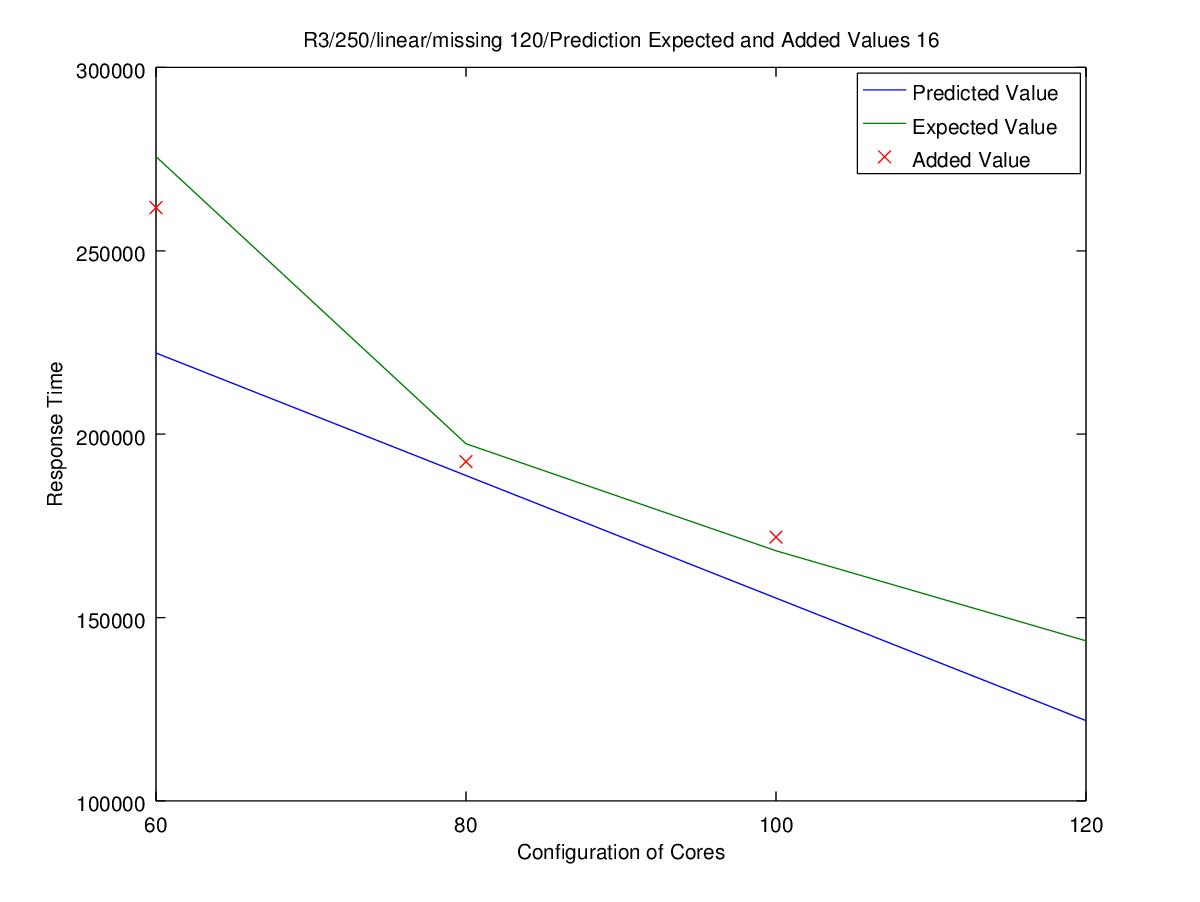 R3/250/linear/missing 120/Prediction Expected and Added Values 16
300000
250000
200000
150000
100000
60
80
100
120
Response Time
Configuration of Cores
Predicted Value
Expected Value
Added Value